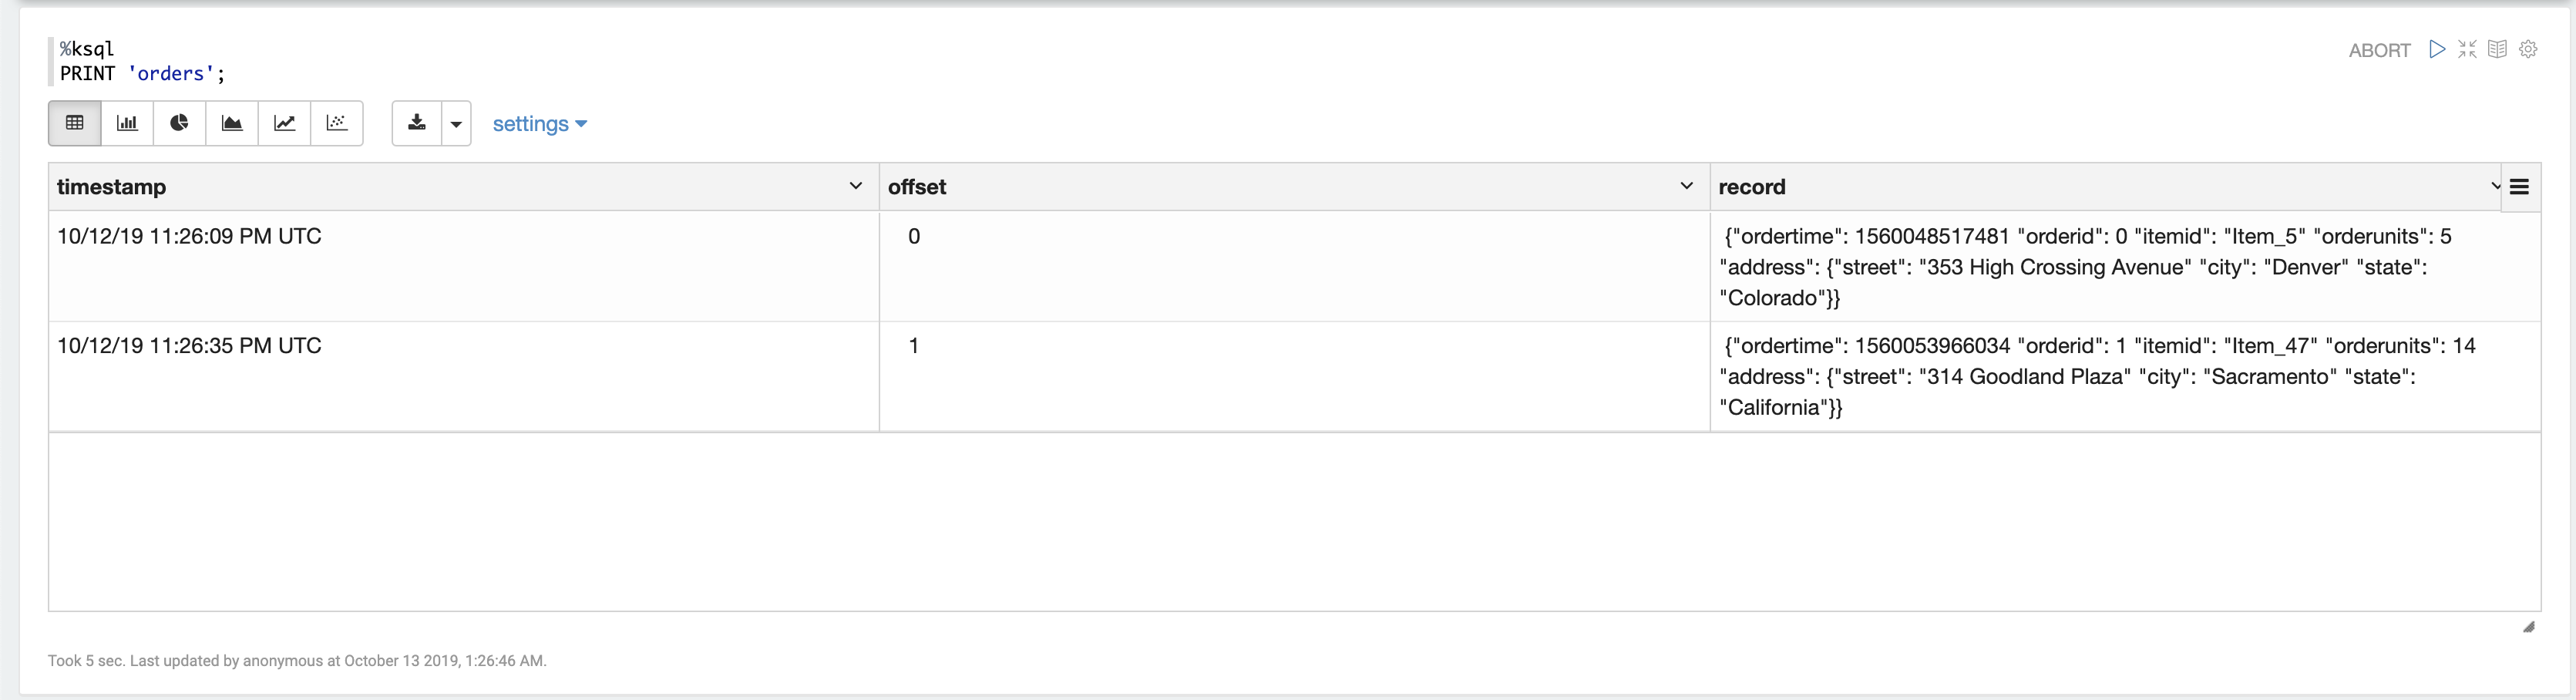 %ksql
ABORT
PRINT 'orders';
settings
timestamp offset record
10/12/19 11:26:09 PM UTC 0 {"ordertime": 1560048517481 "orderid": 0 "itemid": "Item_5" "orderunits": 5
"address": {"street": "353 High Crossing Avenue" "city": "Denver" "state":
"Colorado"}}
10/12/19 11:26:35 PM UTC 1 {"ordertime": 1560053966034 "orderid": 1 "itemid": "Item_47" "orderunits": 14
"address": {"street": "314 Goodland Plaza" "city": "Sacramento" "state":
"California"}}
Took 5 sec. Last updated by anonymous at October 13 2019, 1:26:46 AM.